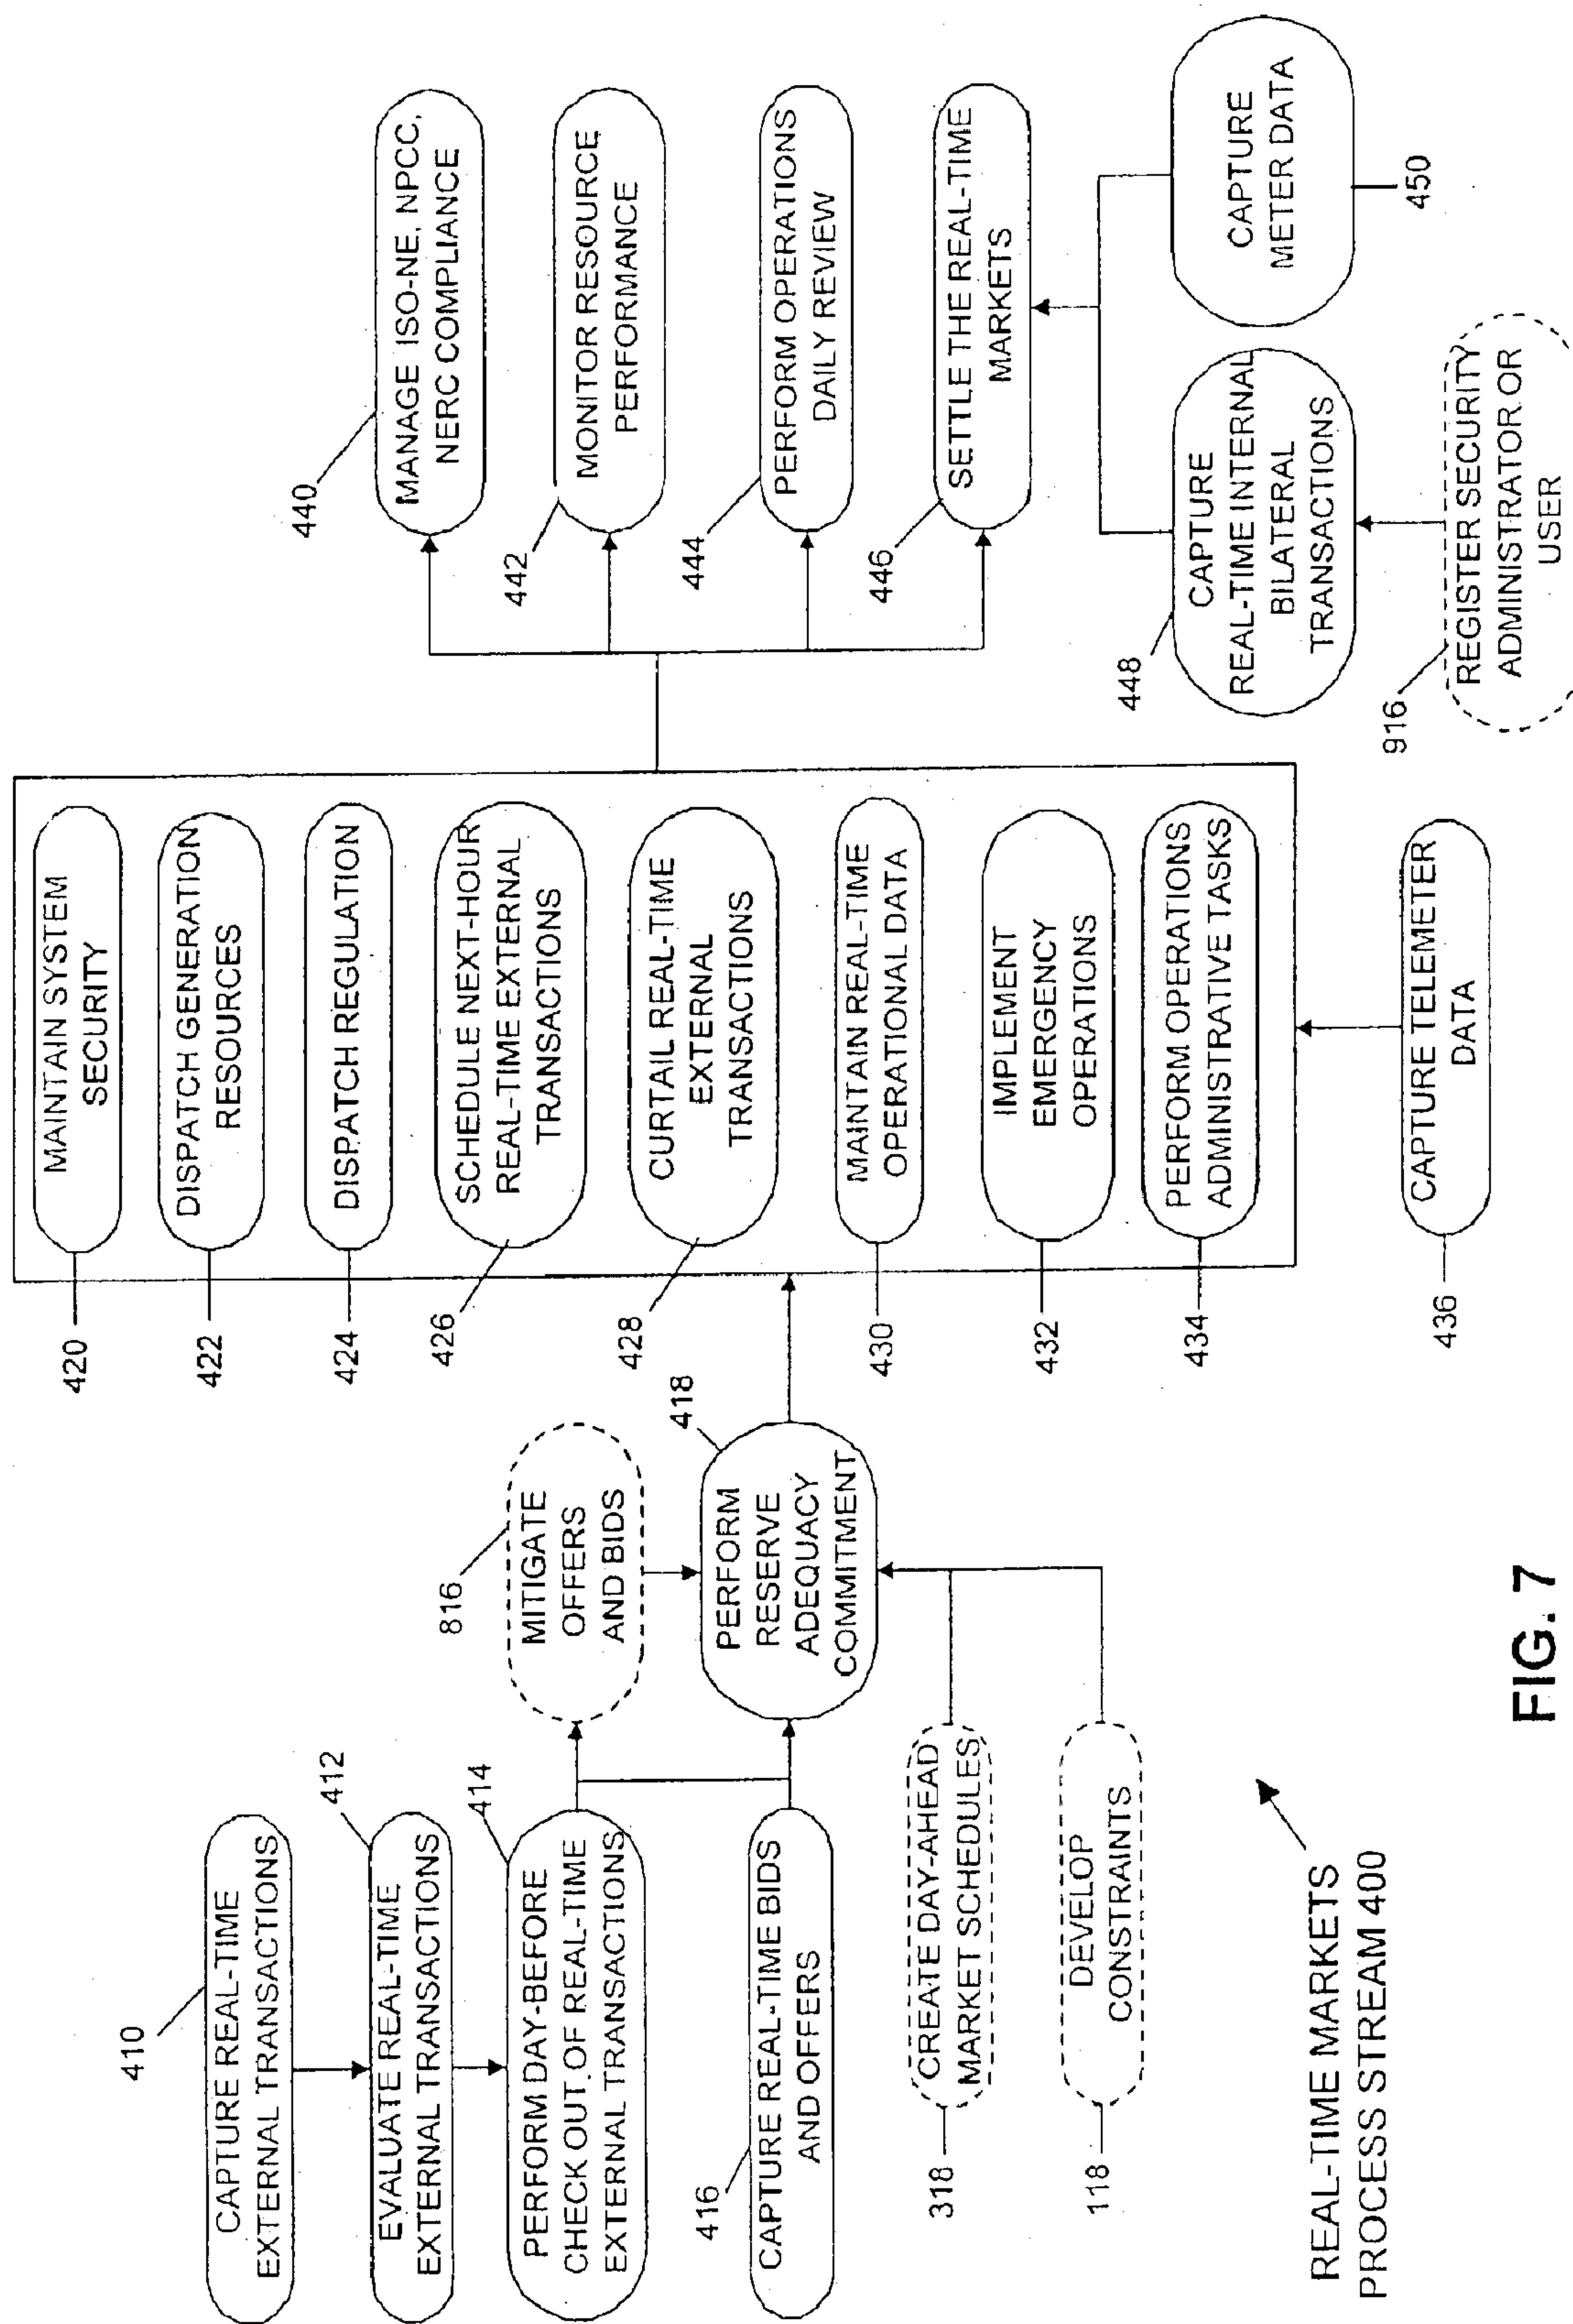 410
CAPTURE REAL-TIME
EXTERNAL TRANSACTIONS
412
EVALUATE REAL-TIME
EXTERNAL TRANSACTIONS
414
PERFORM DAY-BEFORE
CHECK OUT OF REAL-TIME
EXTERNAL TRANSACTIONS
416
CAPTURE REAL-TIME BIDS
AND OFFERS
318
CREATE DAY-AHEAD
MARKET SCHEDULES
118
DEVELOP
CONSTRAINTS
REAL-TIME MARKETS
PROCESS STREAM 400
816
MITIGATE
OFFERS
AND BIDS
418
PERFORM
RESERVE
ADEQUACY
COMMITMENT
420
MAINTAIN SYSTEM
SECURITY
422
DISPATCH GENERATION
RESOURCES
424
DISPATCH REGULATION
426
SCHEDULE NEXT-HOUR
REAL-TIME EXTERNAL
TRANSACTIONS
428
CURTAIL REAL-TIME
EXTERNAL
TRANSACTIONS
430
MAINTAIN REAL-TIME
OPERATIONAL DATA
432
IMPLEMENT
EMERGENCY
OPERATIONS
434
PERFORM OPERATIONS
ADMINISTRATIVE TASKS
436
CAPTURE TELEMETER
DATA
440
MANAGE ISO-NE, NPCC,
NERC COMPLIANCE
442
MONITOR RESOURCE
PERFORMANCE
444
PERFORM OPERATIONS
DAILY REVIEW
446
SETTLE THE REAL-TIME
MARKETS
448
CAPTURE
REAL-TIME INTERNAL
BILATERAL
TRANSACTIONS
CAPTURE
METER DATA
450
916
REGISTER SECURITY
ADMINISTRATOR OR
USER
FIG. 7